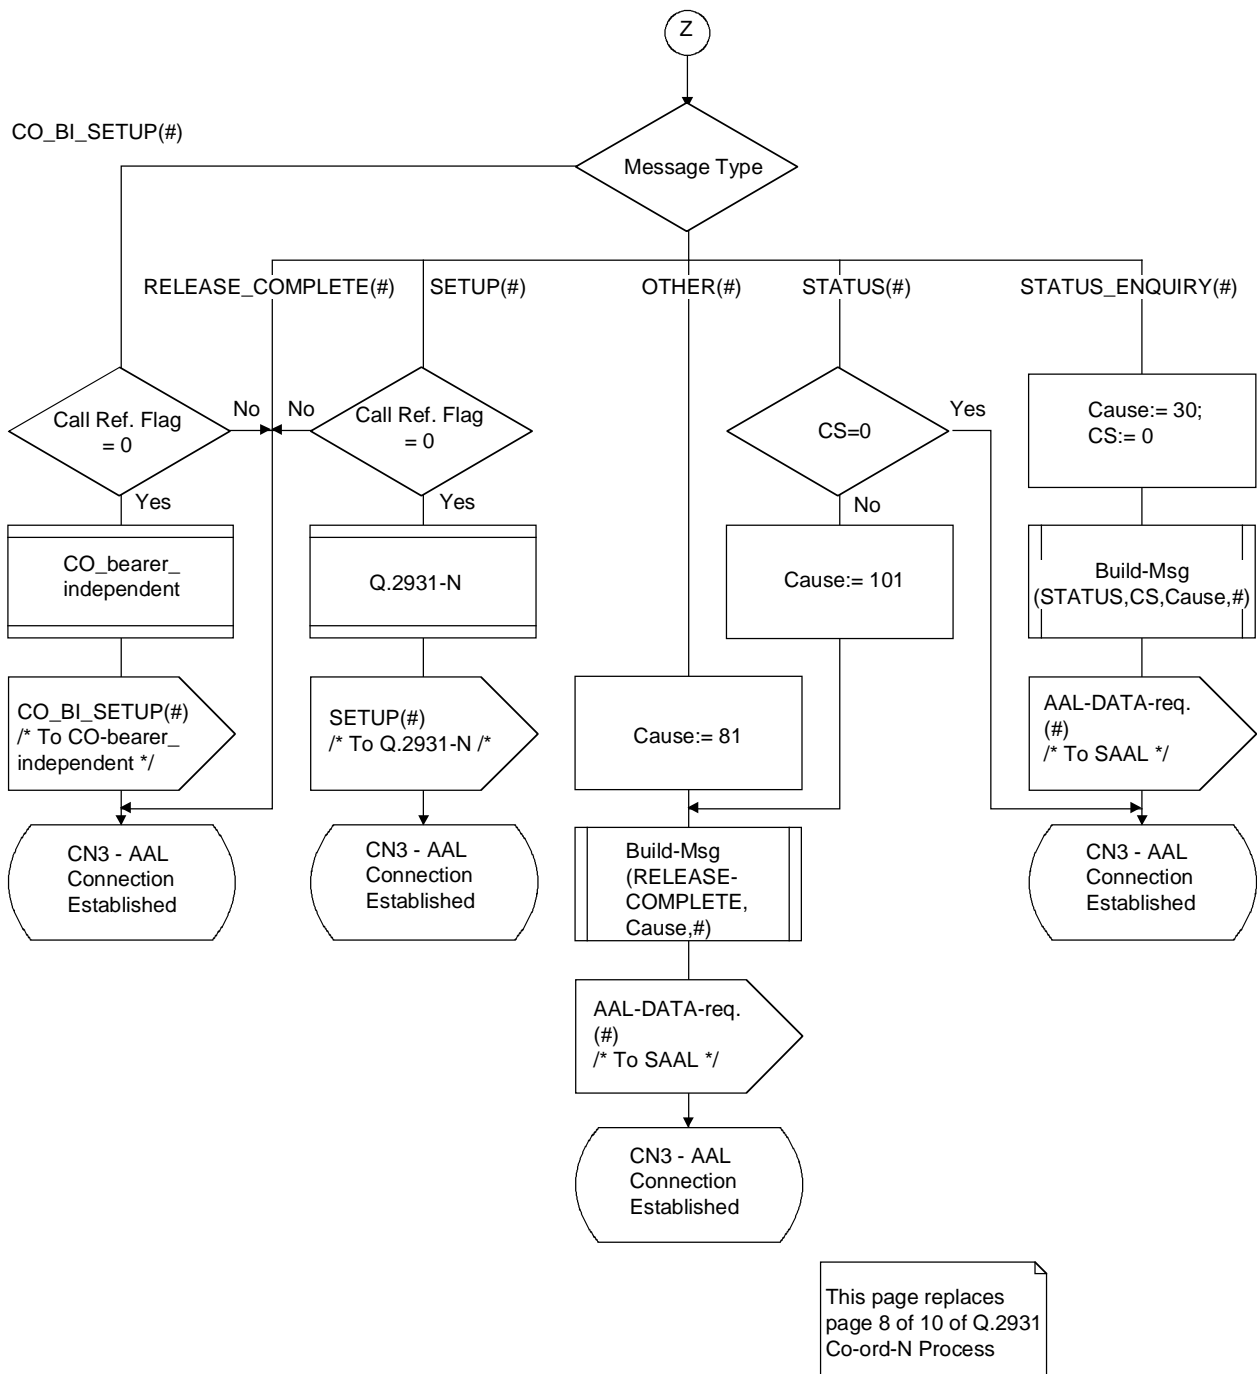 Z
CO_BI_SETUP(#)
Message Type
RELEASE_COMPLETE(#)
SETUP(#)
OTHER(#)
STATUS(#)
STATUS_ENQUIRY(#)
Call Ref. Flag
= 0
No
No
Call Ref. Flag
= 0
CS=0
Yes
Cause:= 30;
CS:= 0
Yes
Yes
No
CO_bearer_
independent
Q.2931-N
Cause:= 101
Build-Msg
(STATUS,CS,Cause,#)
CO_BI_SETUP(#)
/* To CO-bearer_
independent */
SETUP(#)
/* To Q.2931-N /*
Cause:= 81
AAL-DATA-req.
(#)
/* To SAAL */
CN3 - AAL
Connection
Established
CN3 - AAL
Connection
Established
Build-Msg
(RELEASE-
COMPLETE,
Cause,#)
CN3 - AAL
Connection
Established
AAL-DATA-req.
(#)
/* To SAAL */
CN3 - AAL
Connection
Established
This page replaces
page 8 of 10 of Q.2931
Co-ord-N Process